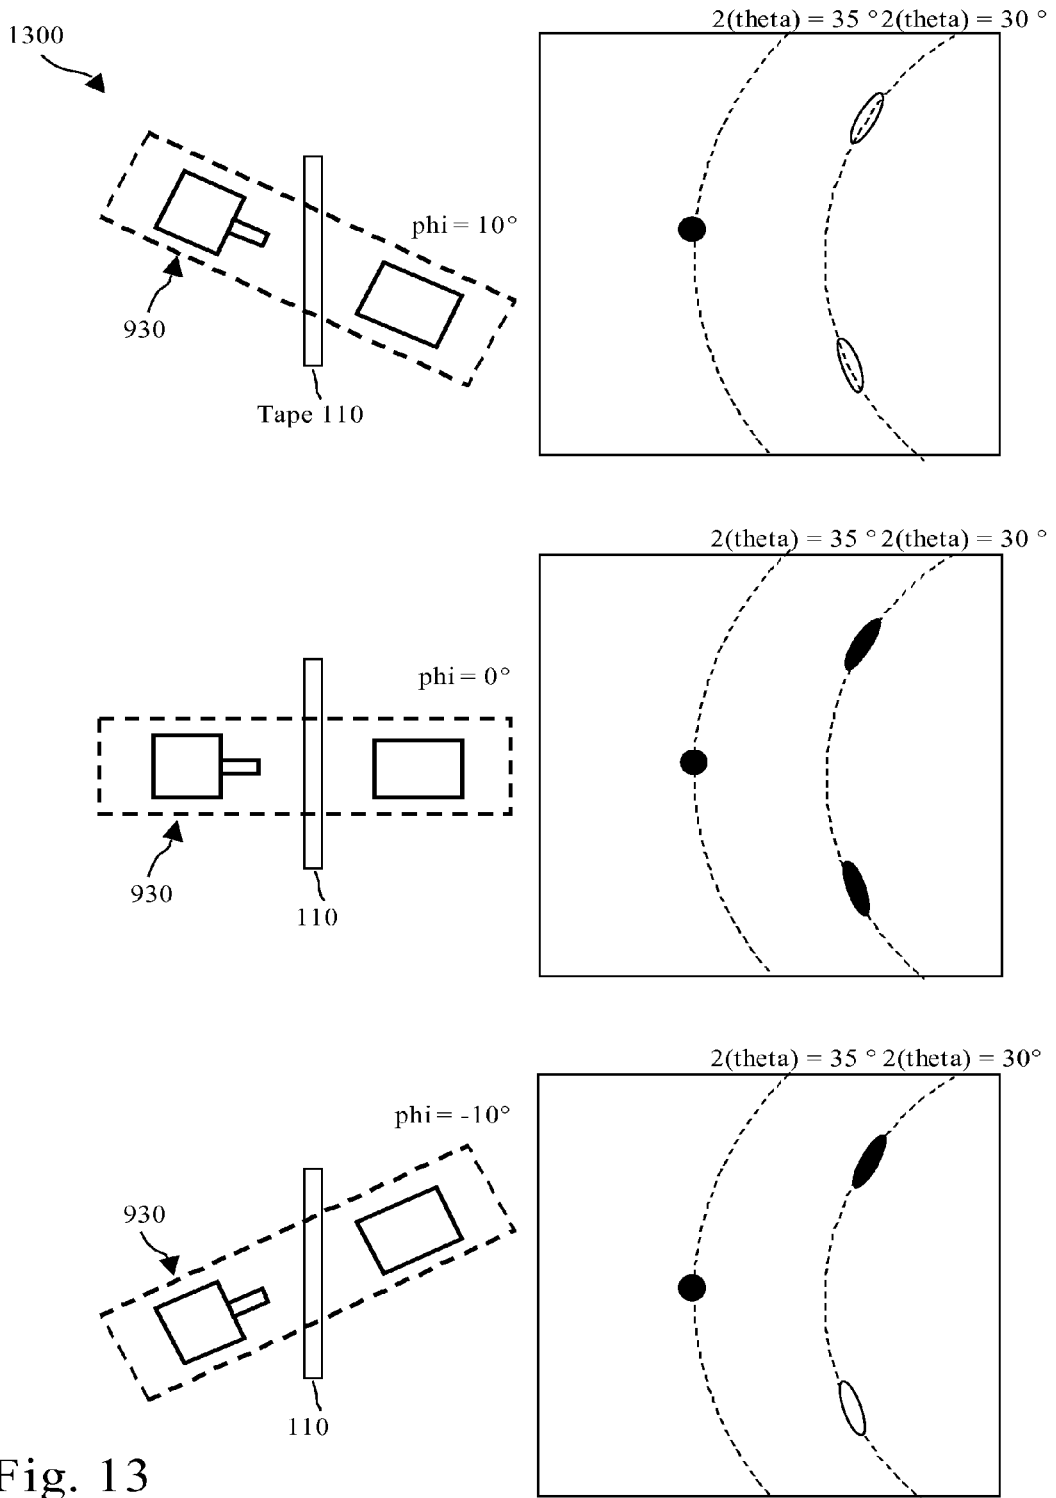 2(theta) = 35 °2(theta) = 30 °
1300
phi = 10°
930
Tape 110
2(theta) = 35 °2(theta) = 30 °
phi = 0°
930
110
2(theta) = 35 ° 2(theta) = 30°
phi = -10°
930
110
Fig. 13